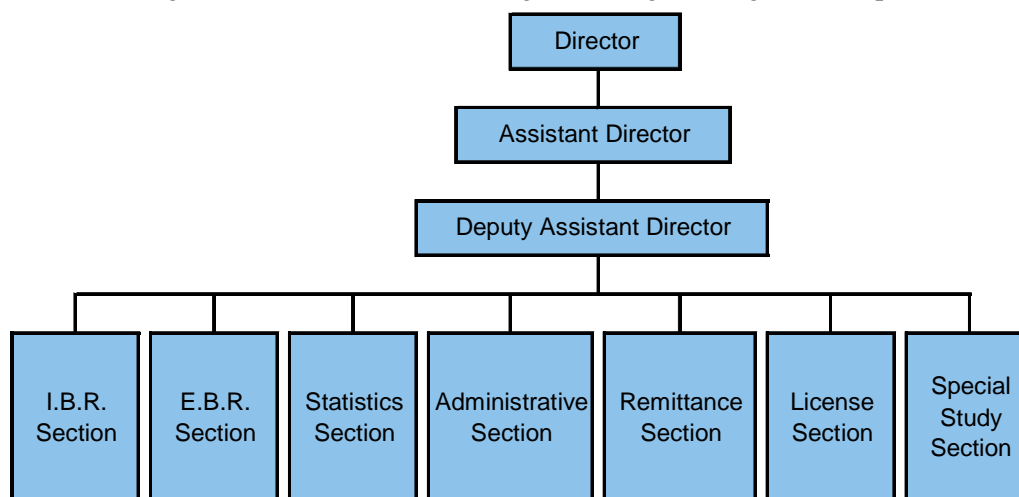 Director
Assistant Director
Deputy Assistant Director
I.B.R.
Section
E.B.R.
Section
Statistics
Section
Administrative
Section
Remittance
Section
License
Section
Special
Study
Section